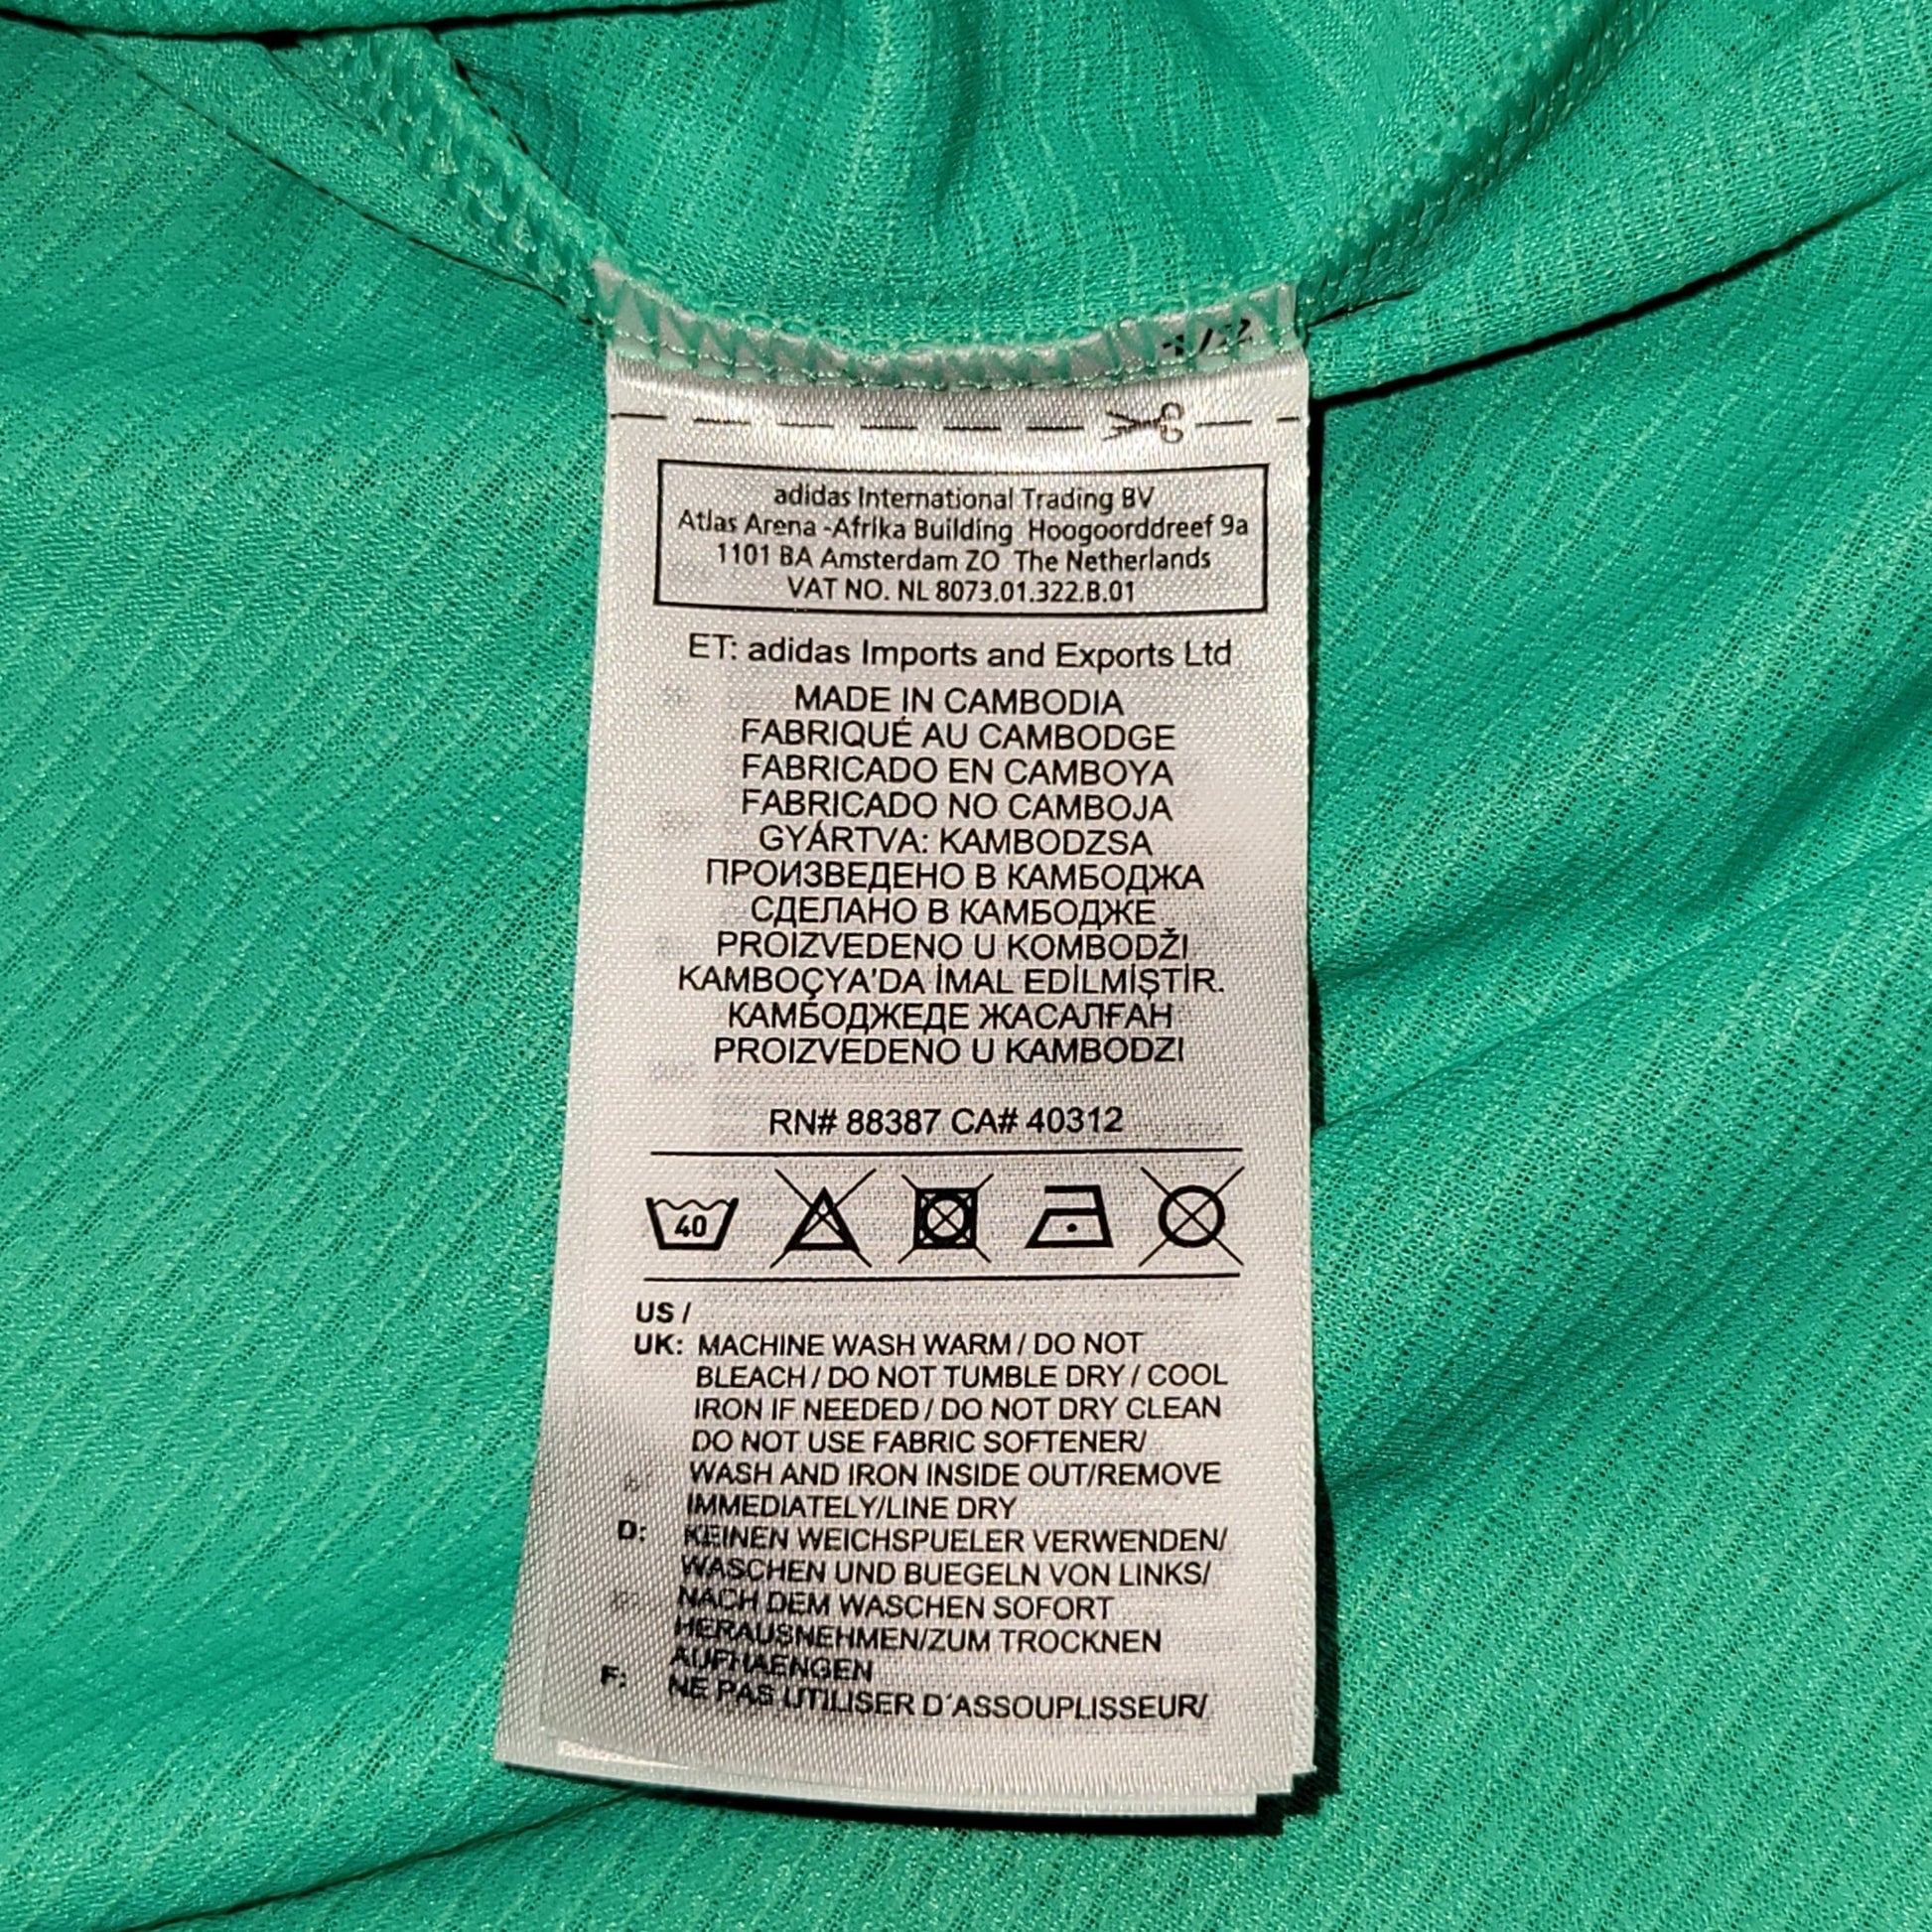 1/2
adidas International Trading BV
Atlas Arena -Afrika Building Hoogoorddreef 9a
1101 BA Amsterdam ZO The Netherlands
VAT NO. NL 8073.01.322.B.01
ET: adidas Imports and Exports Ltd
MADE IN CAMBODIA
FABRIQUÉ AU CAMBODGE
FABRICADO EN CAMBOYA
FABRICADO NO CAMBOJA
GYÁRTVA: KAMBODZSA
ПРОИЗВЕДЕНО В КАМБОДЖА
СДЕЛАНО В КАМБОДЖЕ
PROIZVEDENO U KOMBODŽI
KAMBOÇYA'DA İMAL EDİLMİŞTİR.
КАМБОДЖЕДЕ ЖАСАЛҒАН
PROIZVEDENO U KAMBODZI
RN# 88387 CA# 40312
40
US /
UK: MACHINE WASH WARM / DO NOT
BLEACH / DO NOT TUMBLE DRY / COOL
IRON IF NEEDED / DO NOT DRY CLEAN
DO NOT USE FABRIC SOFTENER/
WASH AND IRON INSIDE OUT/REMOVE
IMMEDIATELY/LINE DRY
D: KEINEN WEICHSPUELER VERWENDEN/
WASCHEN UND BUEGELN VON LINKS/
NACH DEM WASCHEN SOFORT
HERAUSNEHMEN/ZUM TROCKNEN
AUFHAENGEN
F: NE PAS UTILISER D´ASSOUPLISSEUR/